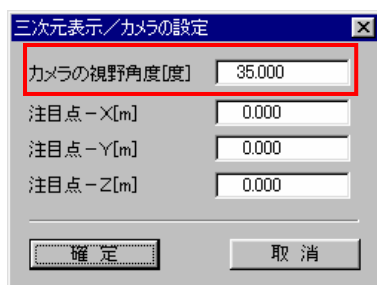 三次元表示／カメラの設定
カメラの視野角度[度] 35.000
注目点－X[m] 0.000
注目点－Y[m] 0.000
注目点－Z[m] 0.000
確 定 取 消